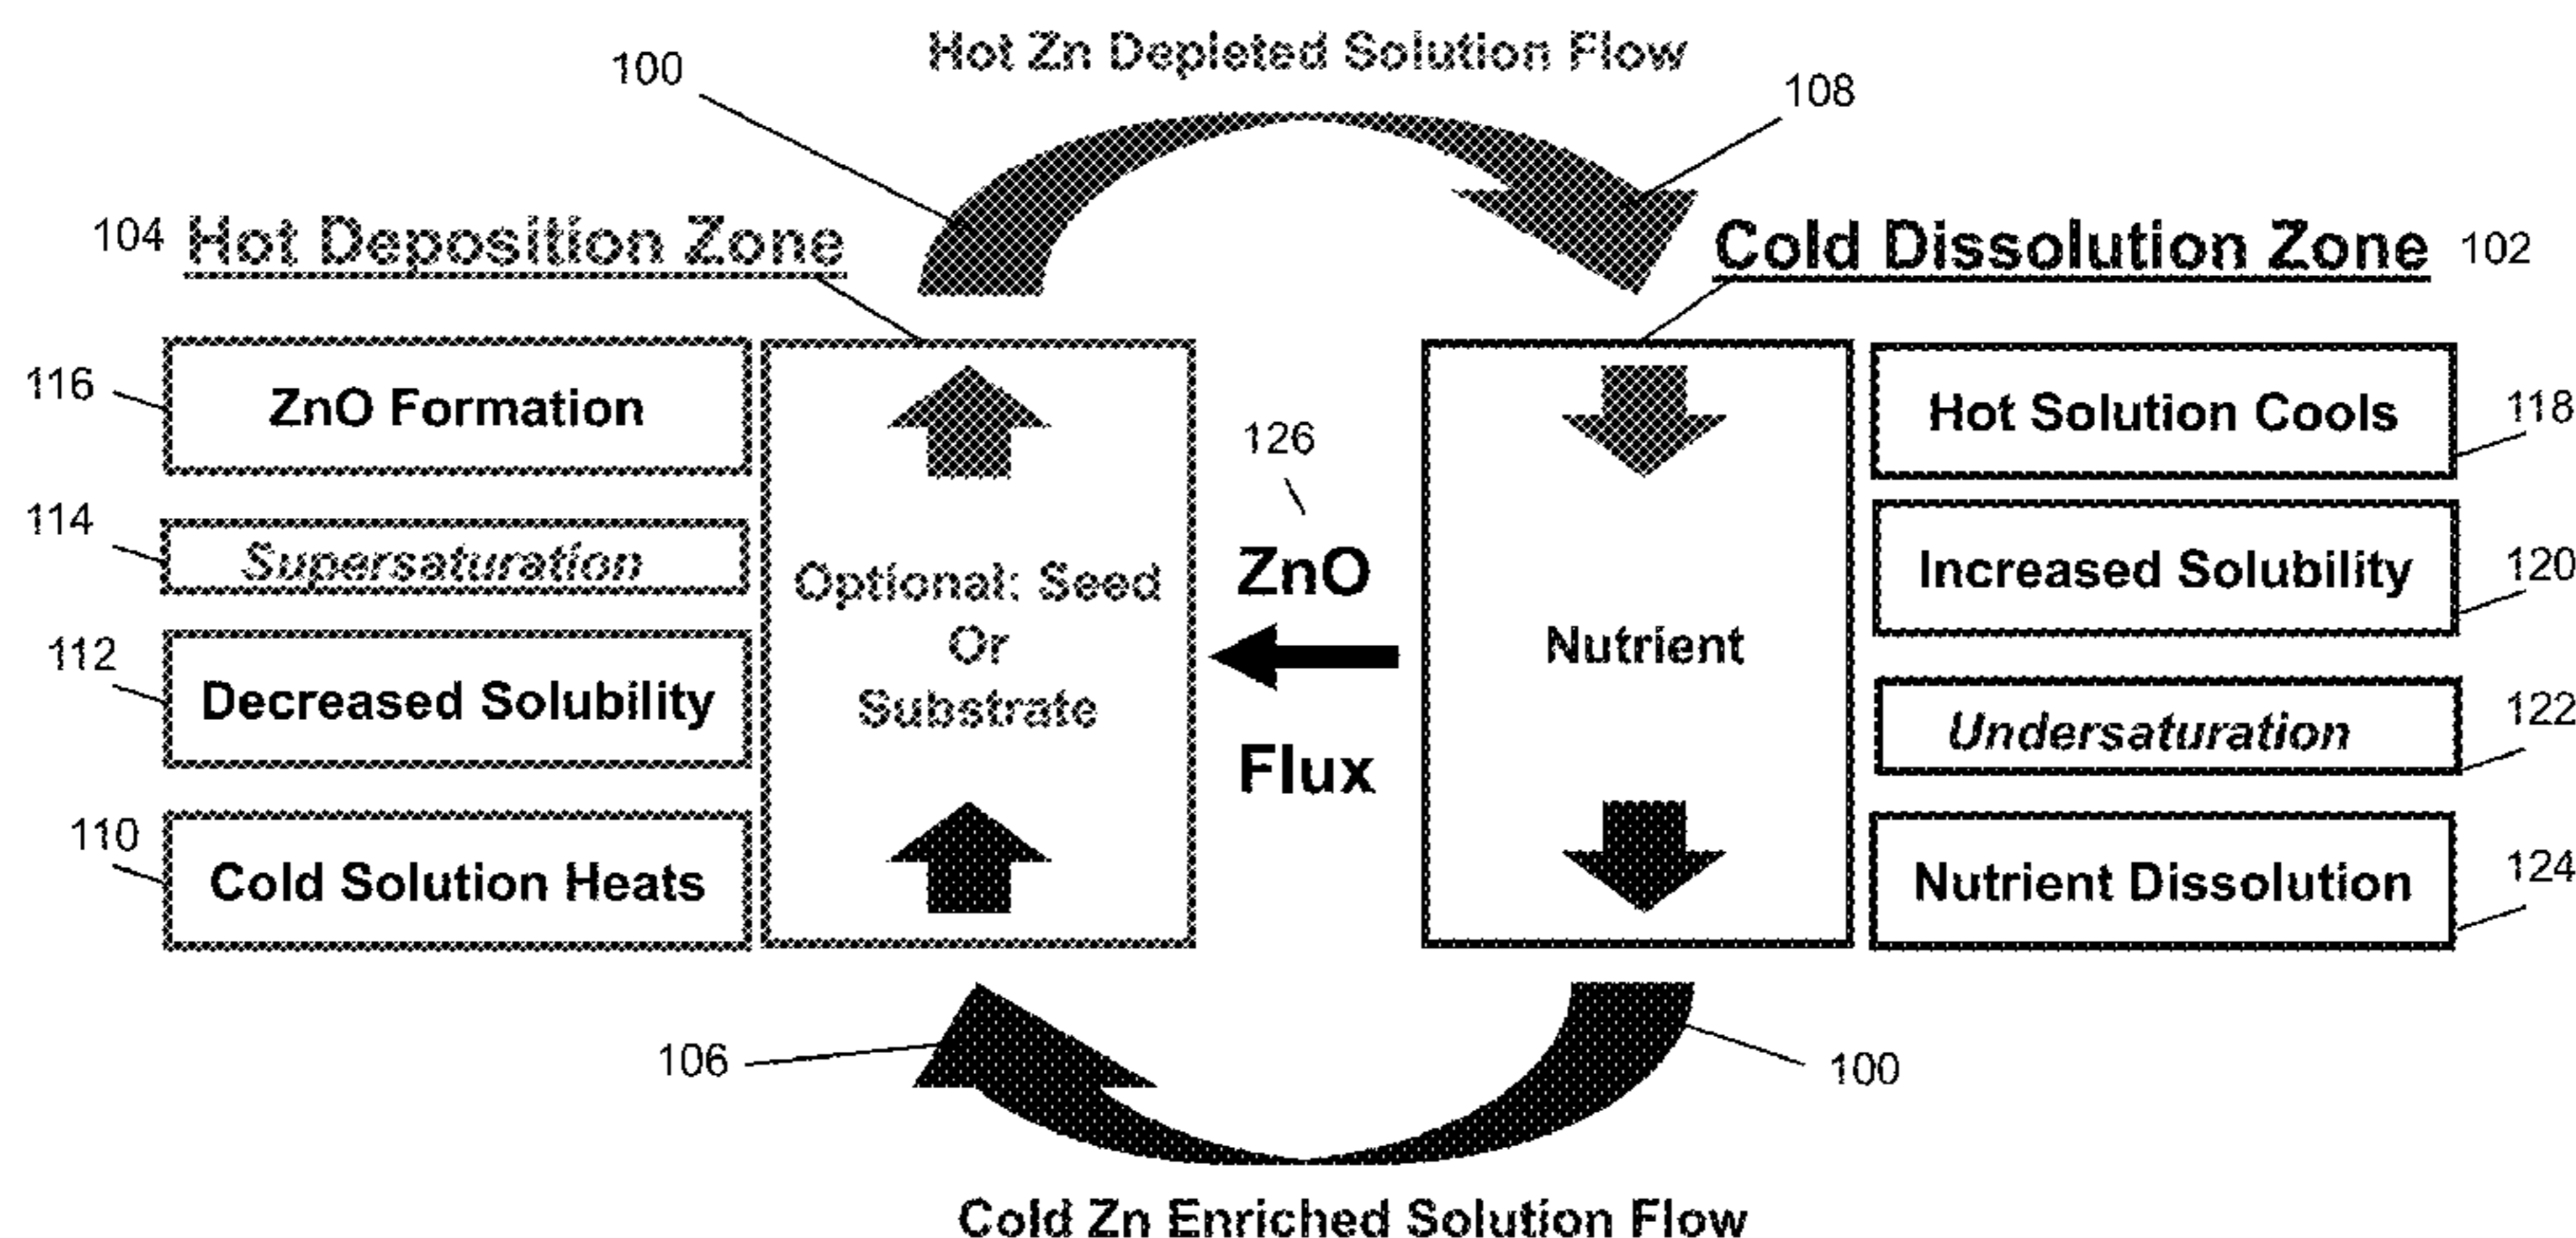 Hot Zn Depleted Solution Flow
100
108
104 Hot Deposition Zone
Cold Dissolution Zone 102
116
ZnO Formation
114
Supersaturation
112
Decreased Solubility
110
Cold Solution Heats
Optional: Seed
Or
Substrate
126
ZnO
Flux
Nutrient
Hot Solution Cools
118
Increased Solubility
120
Undersaturation
122
Nutrient Dissolution
124
106
100
Cold Zn Enriched Solution Flow